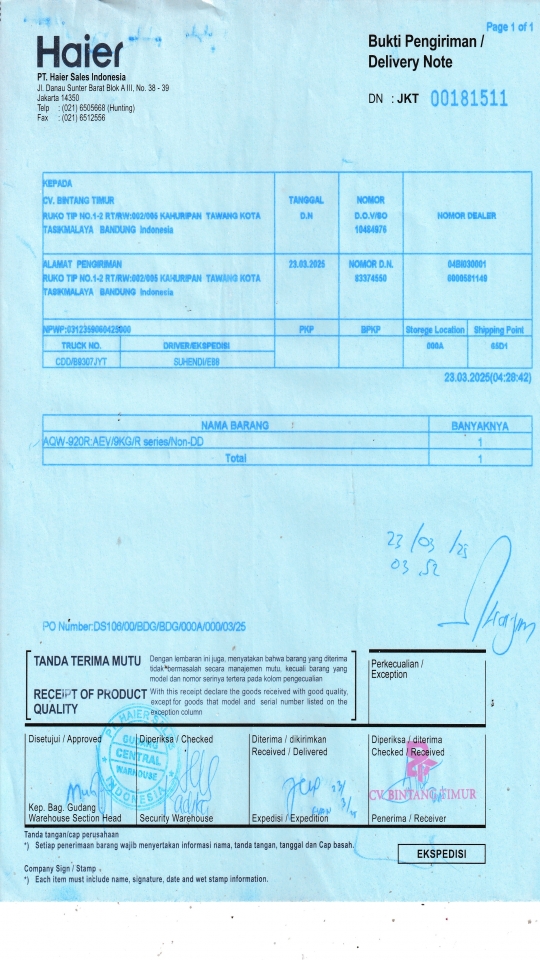 Page 1 of 1
Haier
PT. Haier Sales Indonesia
Jl. Danau Sunter Barat Blok A III, No. 38 - 39
Jakarta 14350
Telp : (021) 6505668 (Hunting)
Fax : (021) 6512556
Bukti Pengiriman /
Delivery Note
DN : JKT 00181511
KEPADA
CV. BINTANG TIMUR
RUKO TIP NO.1-2 RT/RW:002/005 KAHURIPAN TAWANG KOTA
TASIKMALAYA BANDUNG Indonesia
TANGGAL
D.N
NOMOR
D.O.V/SO
10484976
NOMOR DEALER
ALAMAT PENGIRIMAN
RUKO TIP NO.1-2 RT/RW:002/005 KAHURIPAN TAWANG KOTA
TASIKMALAYA BANDUNG Indonesia
23.03.2025
NOMOR D.N.
83374550
04BI030001
0000501149
NPWP:0312359060425000
PKP
BPKP
Storege Location
Shipping Point
TRUCK NO.
DRIVER/EKSPEDISI
000A
65D1
CDD/B9307JYT
SUHENDI/E88
23.03.2025(04:28:42)
NAMA BARANG
BANYAKNYA
AQW-920R;AEV/9KG/R series/Non-DD
1
Total
1
23/03/25
03.52
PO Number:DS106/00/BDG/BDG/000A/000/03/25
TANDA TERIMA MUTU
Dengan lembaran ini juga, menyatakan bahwa barang yang diterima
tidak bermasalah secara manajemen mutu, kecuali barang yang
model dan nomor serinya tertera pada kolom pengecualian
RECEIPT OF PRODUCT
QUALITY
With this receipt declare the goods received with good quality,
except for goods that model and serial number listed on the
exception column
Perkecualian /
Exception
Disetujui / Approved
Diperiksa / Checked
Diterima / dikirimkan
Received / Delivered
Diperiksa / diterima
Checked / Received
PT. HAIER SALES
GUDANG
CENTRAL
WAREHOUSE
INDONESIA
CV. BINTANG TIMUR
Kep. Bag. Gudang
Warehouse Section Head
Security Warehouse
Expedisi / Expedition
Penerima / Receiver
Tanda tangan/cap perusahaan
*) Setiap penerimaan barang wajib menyertakan informasi nama, tanda tangan, tanggal dan Cap basah.
EKSPEDISI
Company Sign / Stamp
*) Each item must include name, signature, date and wet stamp information.